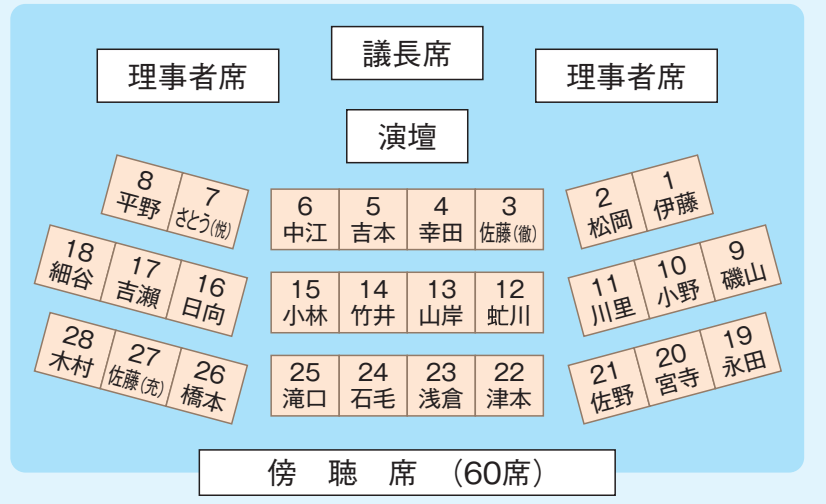 議長席
理事者席
理事者席
演壇
8
平野
7
さとう(悦)
6
中江
5
吉本
4
幸田
3
佐藤(徹)
2
松岡
1
伊藤
18
細谷
17
吉瀬
16
日向
15
小林
14
竹井
13
山岸
12
虻川
11
川里
10
小野
9
磯山
28
木村
27
佐藤(充)
26
橋本
25
滝口
24
石毛
23
浅倉
22
津本
21
佐野
20
宮寺
19
永田
傍 聴 席 (60席)